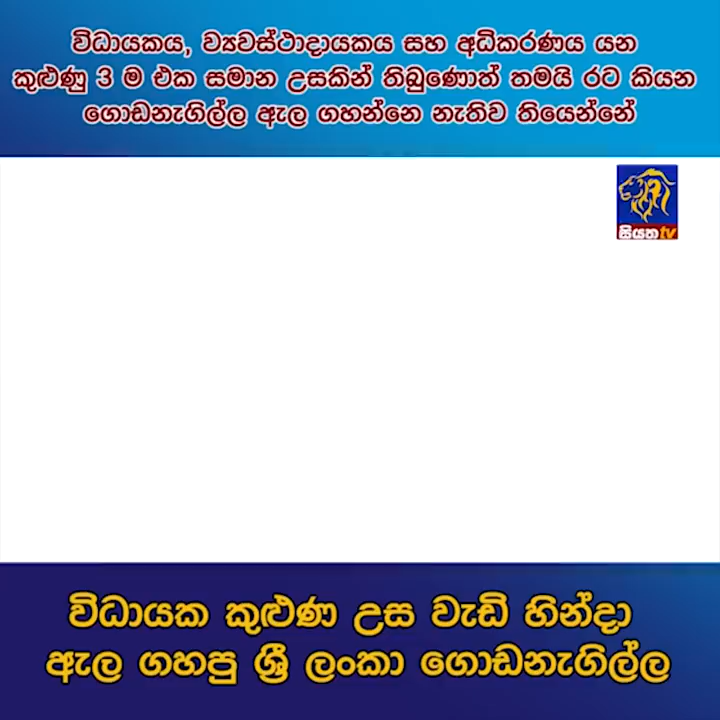 විධායකය, ව්‍යවස්ථාදායකය සහ අධිකරණය යන
කුළුණු 3 ම එක සමාන උසකින් තිබුණොත් තමයි රට කියන
ගොඩනැගිල්ල ඇල ගහන්නෙ නැතිව තියෙන්නේ
සියත tv
විධායක කුළුණ උස වැඩි හින්දා
ඇල ගහපු ශ්‍රී ලංකා ගොඩනැගිල්ල